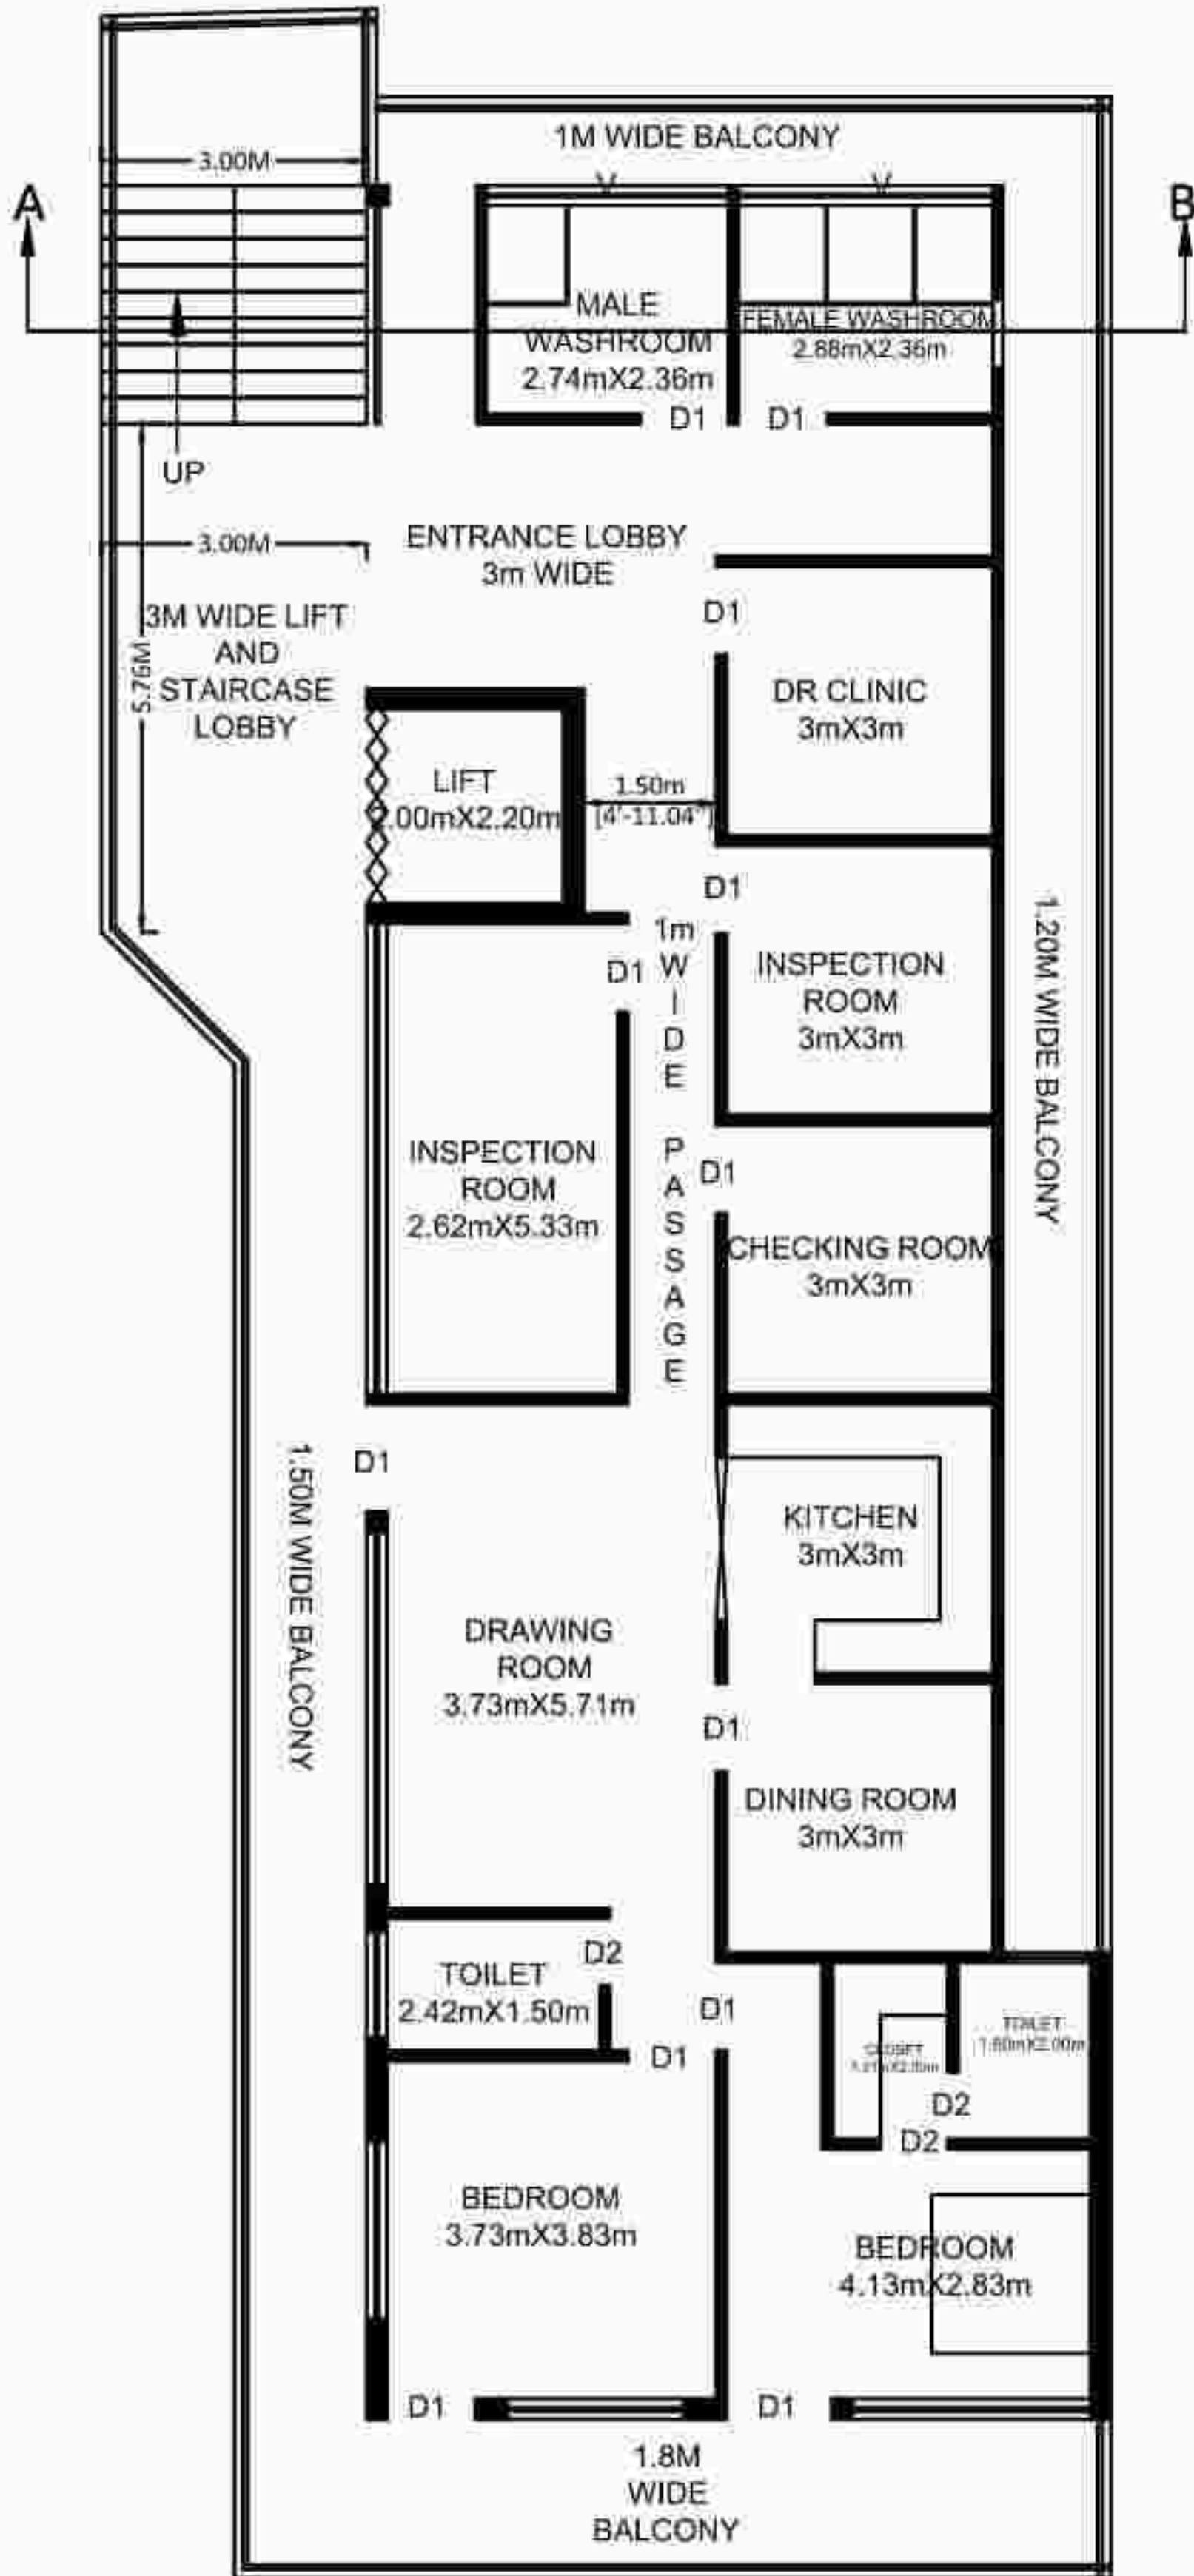 1M WIDE BALCONY
3.00M
A
B
V
V
MALE
WASHROOM
2.74mX2.36m
FEMALE WASHROOM
2.88mX2.36m
D1
D1
UP
3.00M
ENTRANCE LOBBY
3m WIDE
3M WIDE LIFT
AND
STAIRCASE
LOBBY
5.76M
D1
DR CLINIC
3mX3m
LIFT
.00mX2.20m
1.50m
[4'-11.04"]
D1
1m
WIDE
PASSAGE
D1
INSPECTION
ROOM
3mX3m
1.20M WIDE BALCONY
INSPECTION
ROOM
2.62mX5.33m
D1
CHECKING ROOM
3mX3m
D1
1.50M WIDE BALCONY
KITCHEN
3mX3m
DRAWING
ROOM
3.73mX5.71m
D1
DINING ROOM
3mX3m
TOILET
2.42mX1.50m
D2
D1
D1
CLOSET
TOILET
D2
D2
BEDROOM
3.73mX3.83m
BEDROOM
4.13mX2.83m
D1
D1
1.8M
WIDE
BALCONY